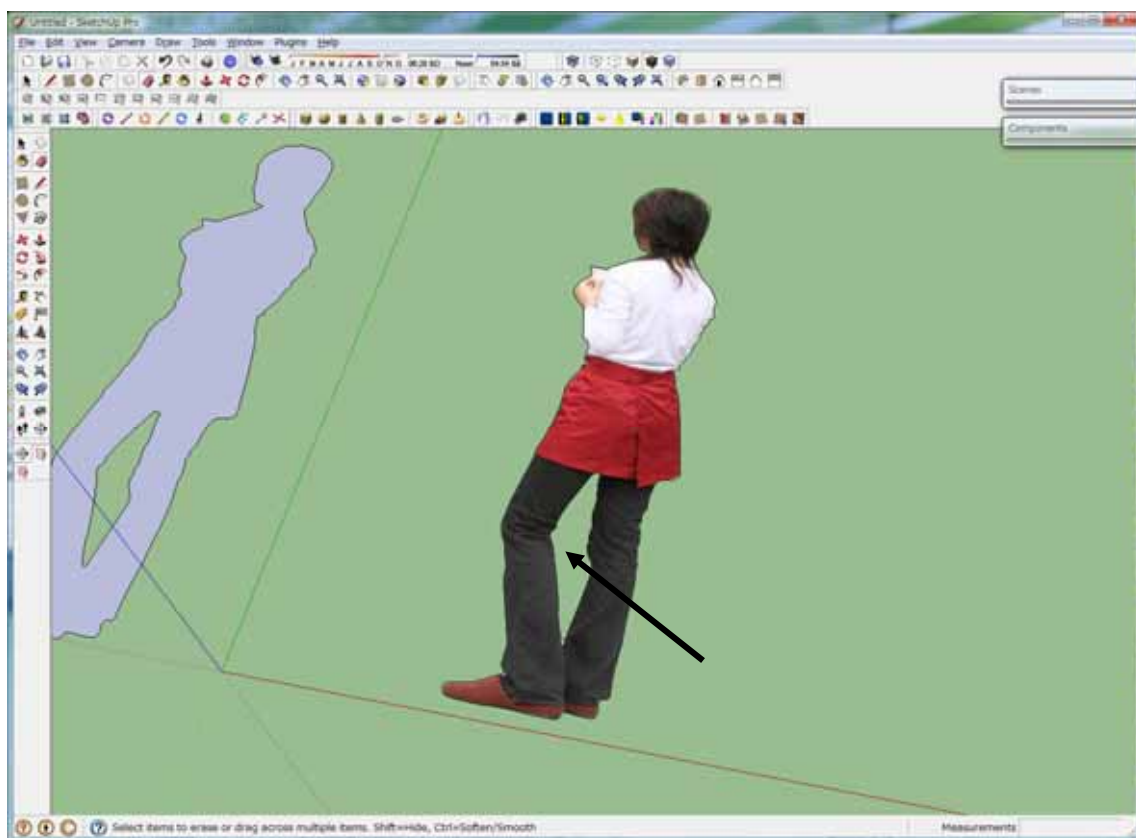 Untitled - SketchUp Pro
File Edit View Camera Draw Tools Window Plugins Help
J F M A M J J A S O N D Noon
Scenes
Components
Select items to erase or drag across multiple items. Shift=Hide, Ctrl=Soften/Smooth
Measurements